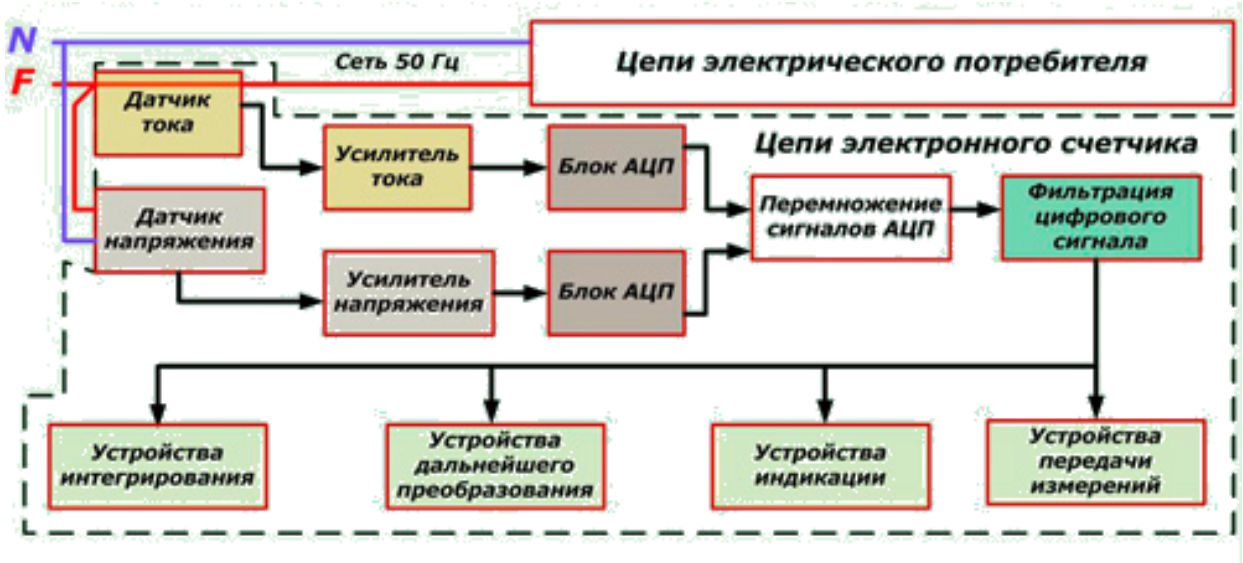 N
F
Сеть 50 Гц
Цепи электрического потребителя
Датчик
тока
Цепи электронного счетчика
Усилитель
тока
Блок АЦП
Перемножение
сигналов АЦП
Фильтрация
цифрового
сигнала
Датчик
напряжения
Усилитель
напряжения
Блок АЦП
Устройства
интегрирования
Устройства
дальнейшего
преобразования
Устройства
индикации
Устройства
передачи
измерений